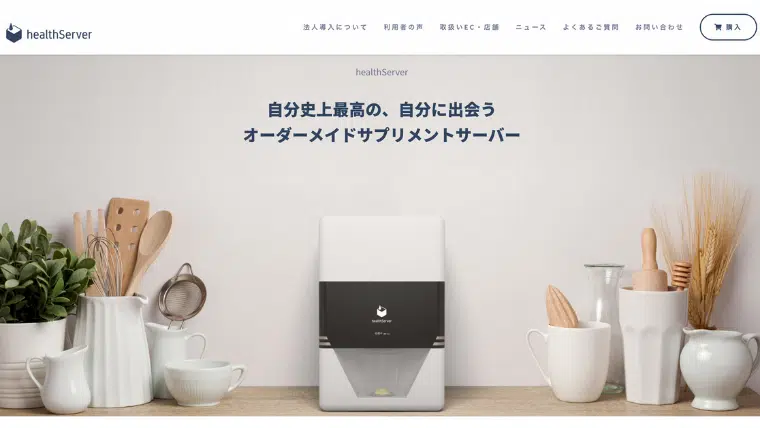 healthServer
法人導入について
利用者の声
取扱いEC・店舗
ニュース
よくあるご質問
お問い合わせ
購入
healthServer
自分史上最高の、自分に出会う
オーダーメイドサプリメントサーバー
healthServer